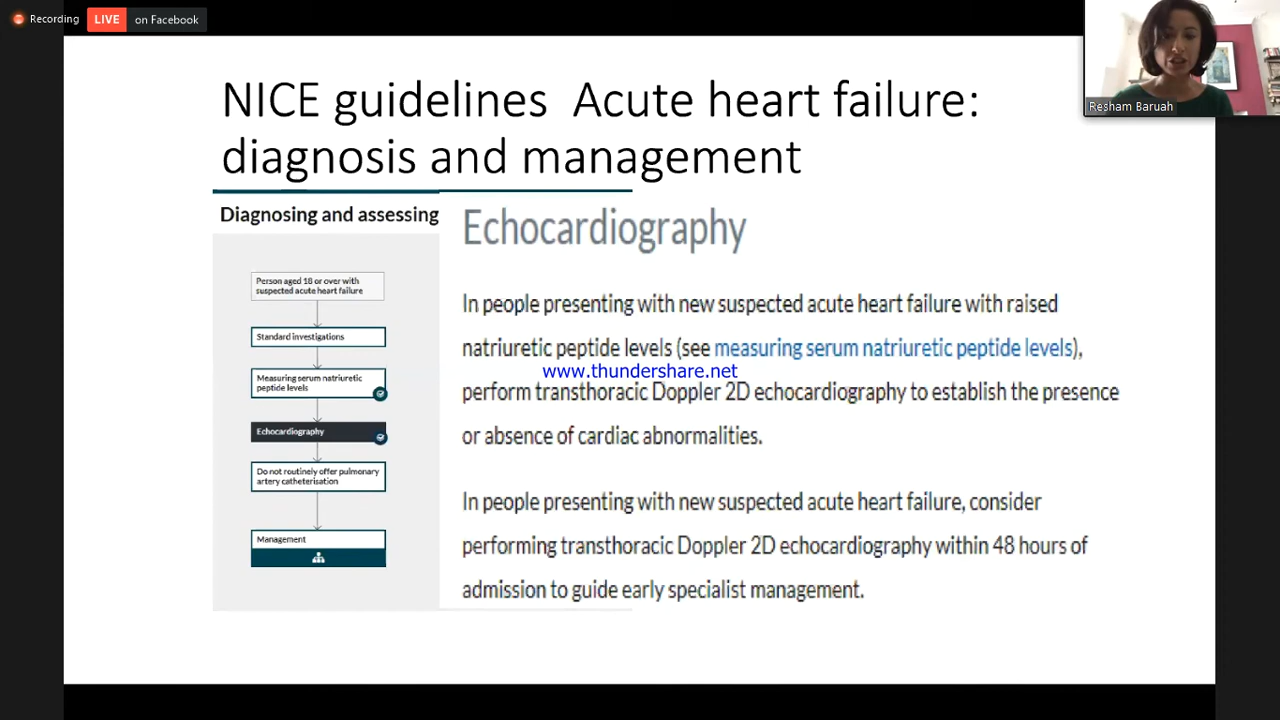 Recording
LIVE on Facebook
Resham Baruah
NICE guidelines Acute heart failure:
diagnosis and management
Diagnosing and assessing
Person aged 18 or over with
suspected acute heart failure
Standard investigations
Measuring serum natriuretic
peptide levels
Echocardiography
Do not routinely offer pulmonary
artery catheterisation
Management
Echocardiography
In people presenting with new suspected acute heart failure with raised
natriuretic peptide levels (see measuring serum natriuretic peptide levels),
www.thundershare.net
perform transthoracic Doppler 2D echocardiography to establish the presence
or absence of cardiac abnormalities.
In people presenting with new suspected acute heart failure, consider
performing transthoracic Doppler 2D echocardiography within 48 hours of
admission to guide early specialist management.